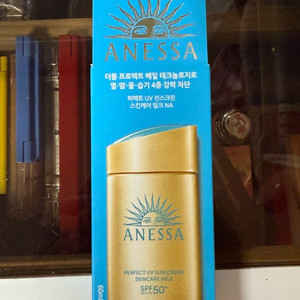 ANESSA
더블 프로텍트 베일 테크놀로지로
열·땀·물·습기 4중 강력 차단
퍼펙트 UV 선스크린
스킨케어 밀크 NA
ANESSA
PERFECT UV SUNSCREEN
SKINCARE MILK
SPF50+
60m